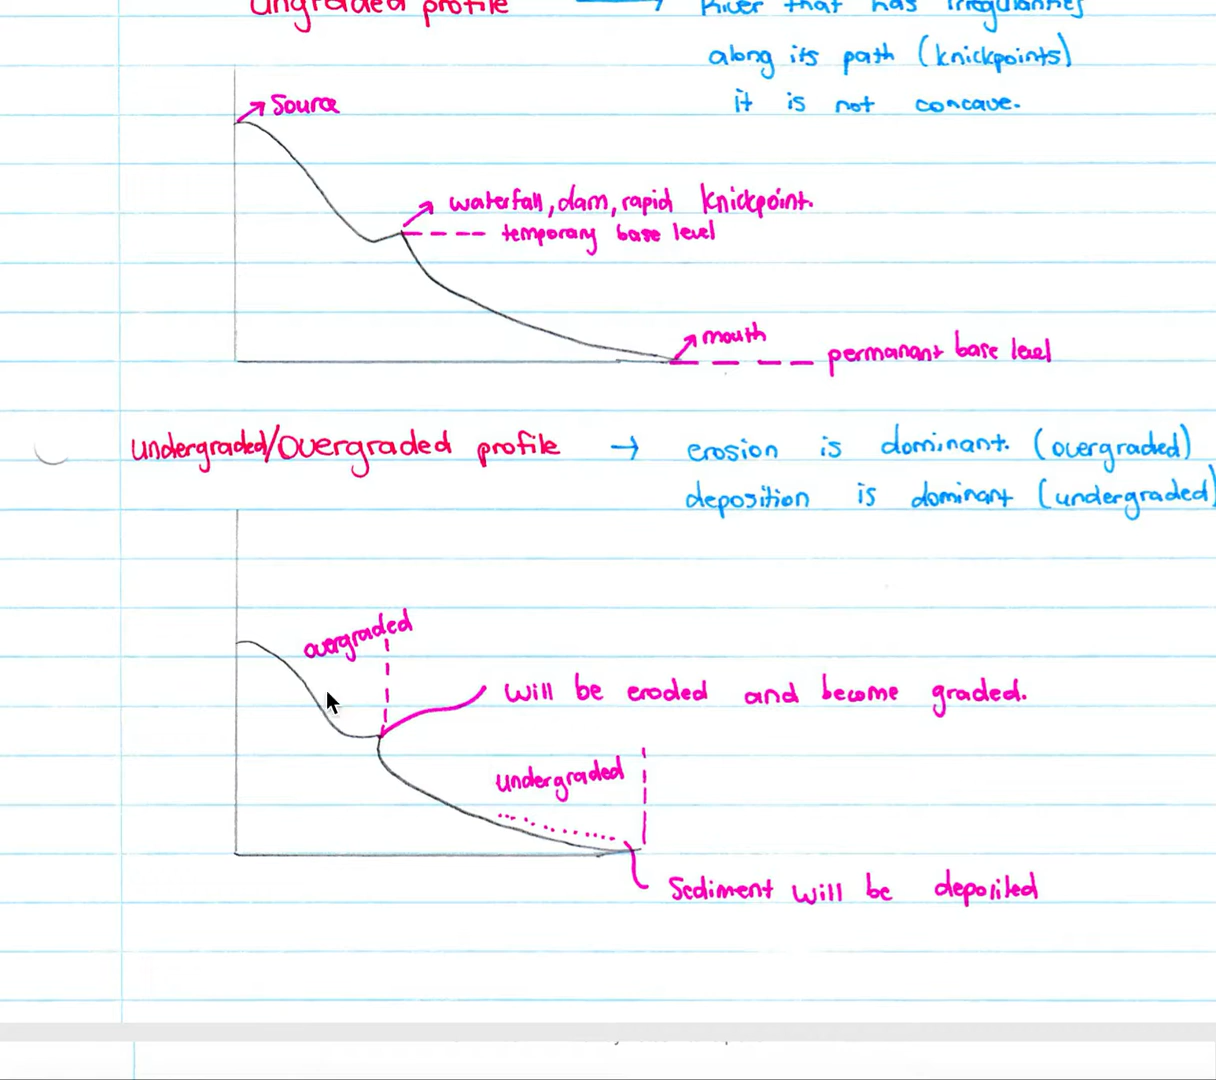 Ungraded profile → River that has irregularities
along its path (knickpoints)
it is not concave.
Source
waterfall, dam, rapid knickpoint.
temporary base level
mouth
permanant base level
undergraded/Overgraded profile → erosion is dominant. (overgraded)
deposition is dominant (undergraded)
overgraded
will be eroded and become graded.
undergraded
Sediment will be deposited